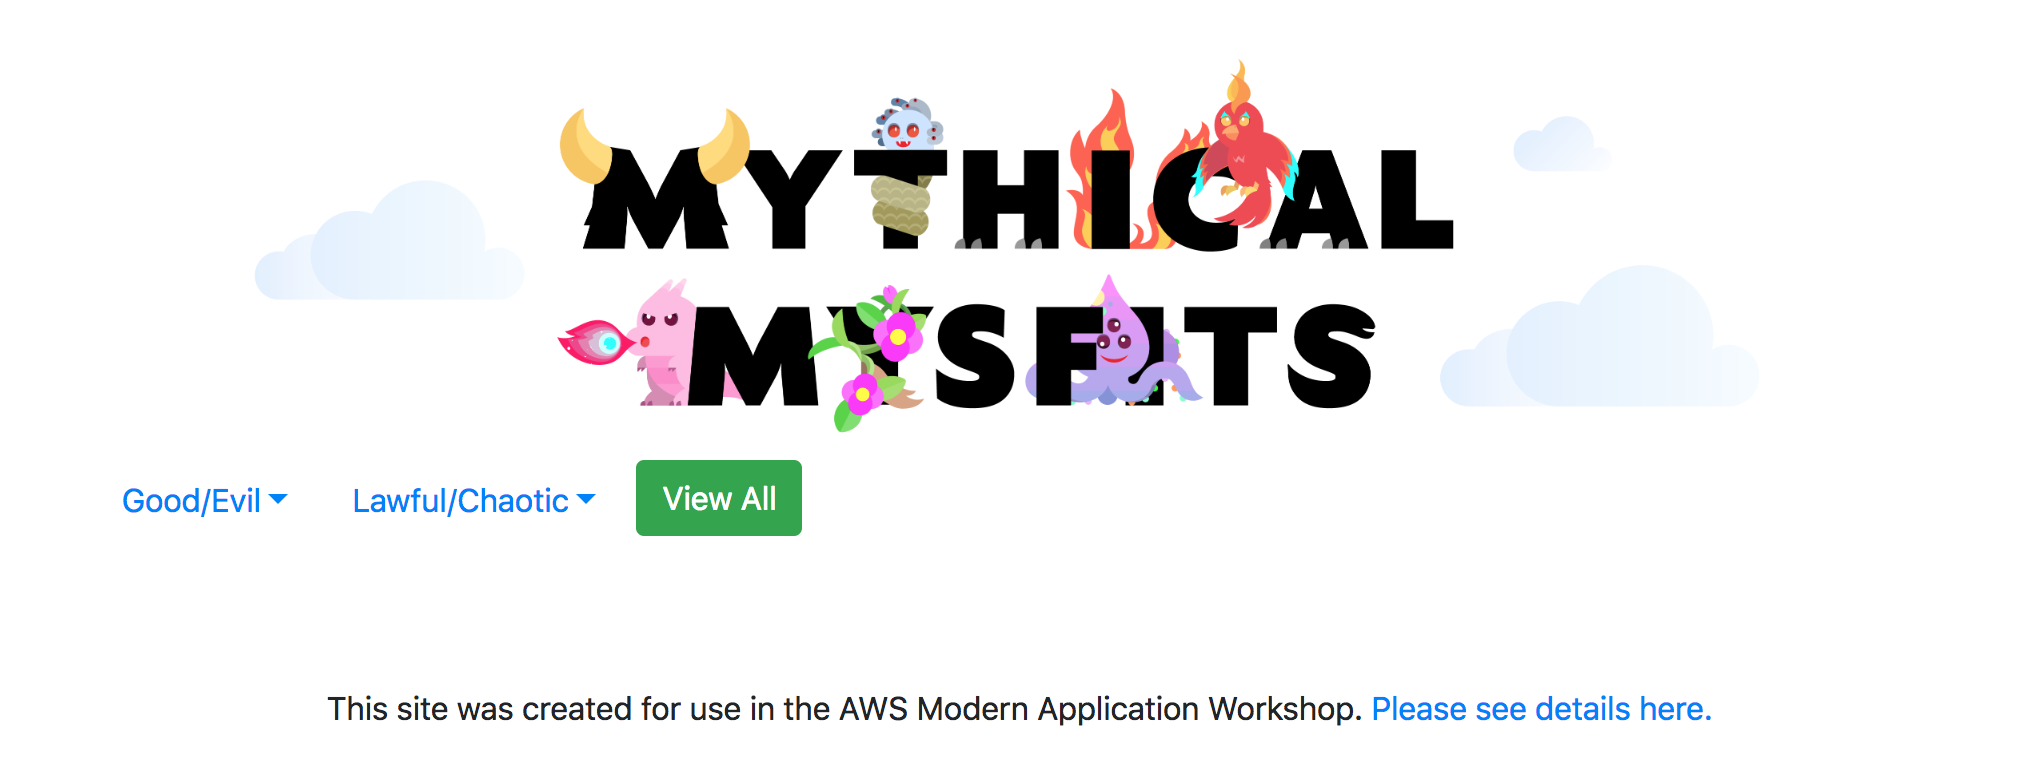 MYTHICAL
MYSFITS
Good/Evil
Lawful/Chaotic
View All
This site was created for use in the AWS Modern Application Workshop. Please see details here.